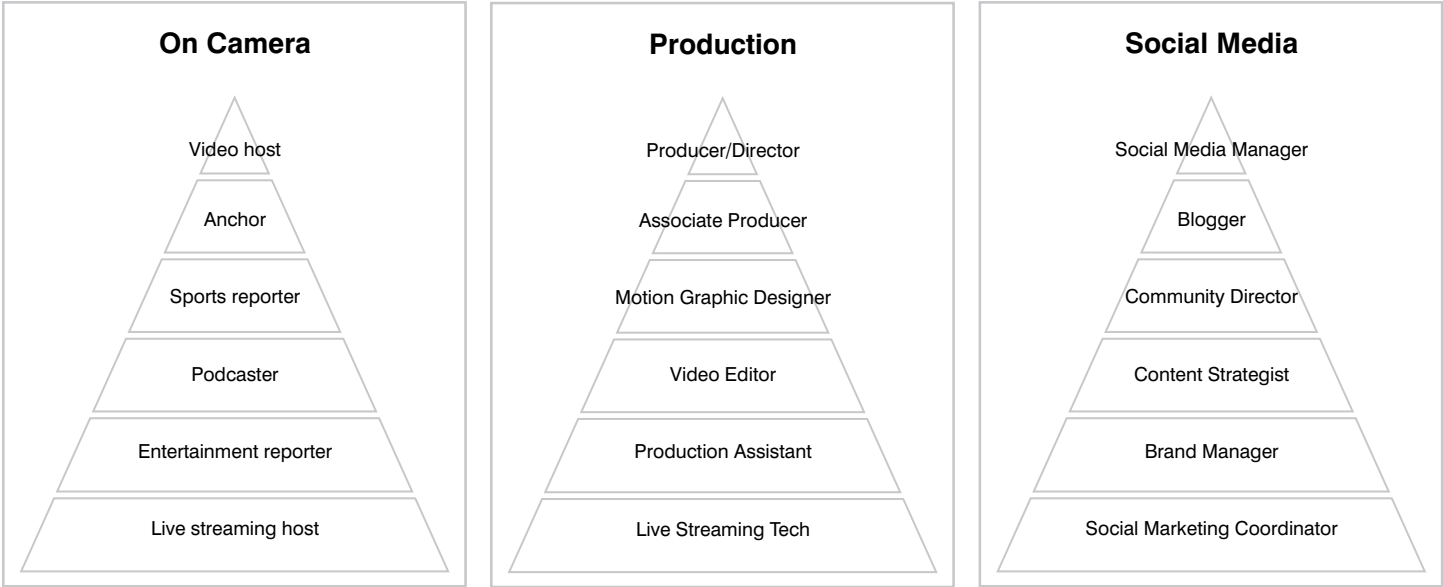 On Camera
Video host
Anchor
Sports reporter
Podcaster
Entertainment reporter
Live streaming host
Production
Producer/Director
Associate Producer
Motion Graphic Designer
Video Editor
Production Assistant
Live Streaming Tech
Social Media
Social Media Manager
Blogger
Community Director
Content Strategist
Brand Manager
Social Marketing Coordinator